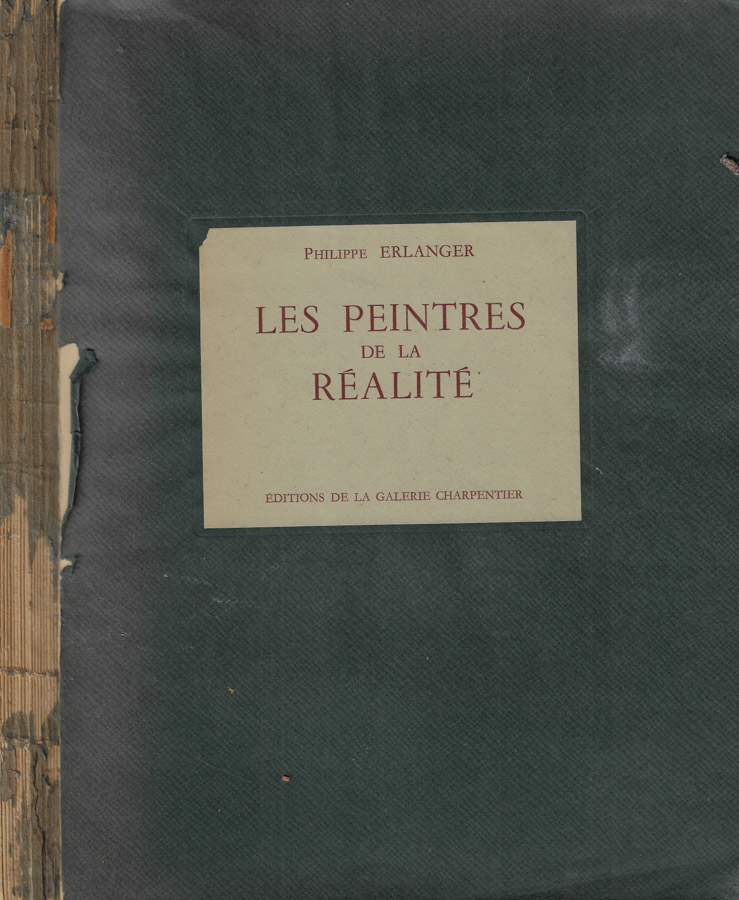 Philippe ERLANGER
LES PEINTRES
DE LA
RÉALITÉ
ÉDITIONS DE LA GALERIE CHARPENTIER